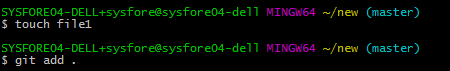 SYSFORE04-DELL+sysfore@sysfore04-dell MINGW64 ~/new (master)
$ touch file1
SYSFORE04-DELL+sysfore@sysfore04-dell MINGW64 ~/new (master)
$ git add .